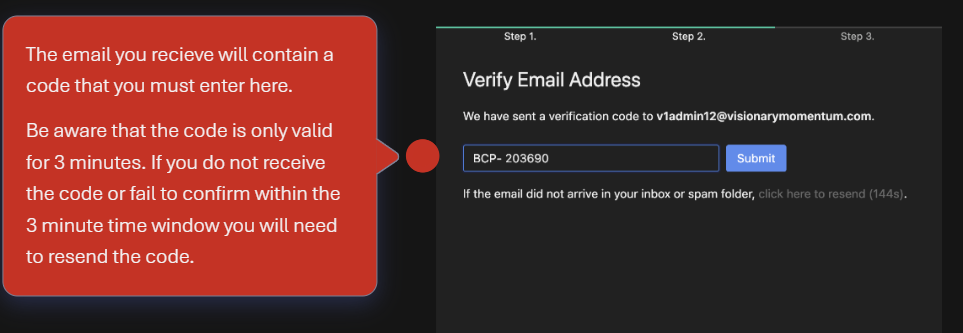 The email you recieve will contain a
code that you must enter here.
Be aware that the code is only valid
for 3 minutes. If you do not receive
the code or fail to confirm within the
3 minute time window you will need
to resend the code.
Step 1.
Step 2.
Step 3.
Verify Email Address
We have sent a verification code to v1admin12@visionarymomentum.com.
BCP- 203690
Submit
If the email did not arrive in your inbox or spam folder, click here to resend (144s).